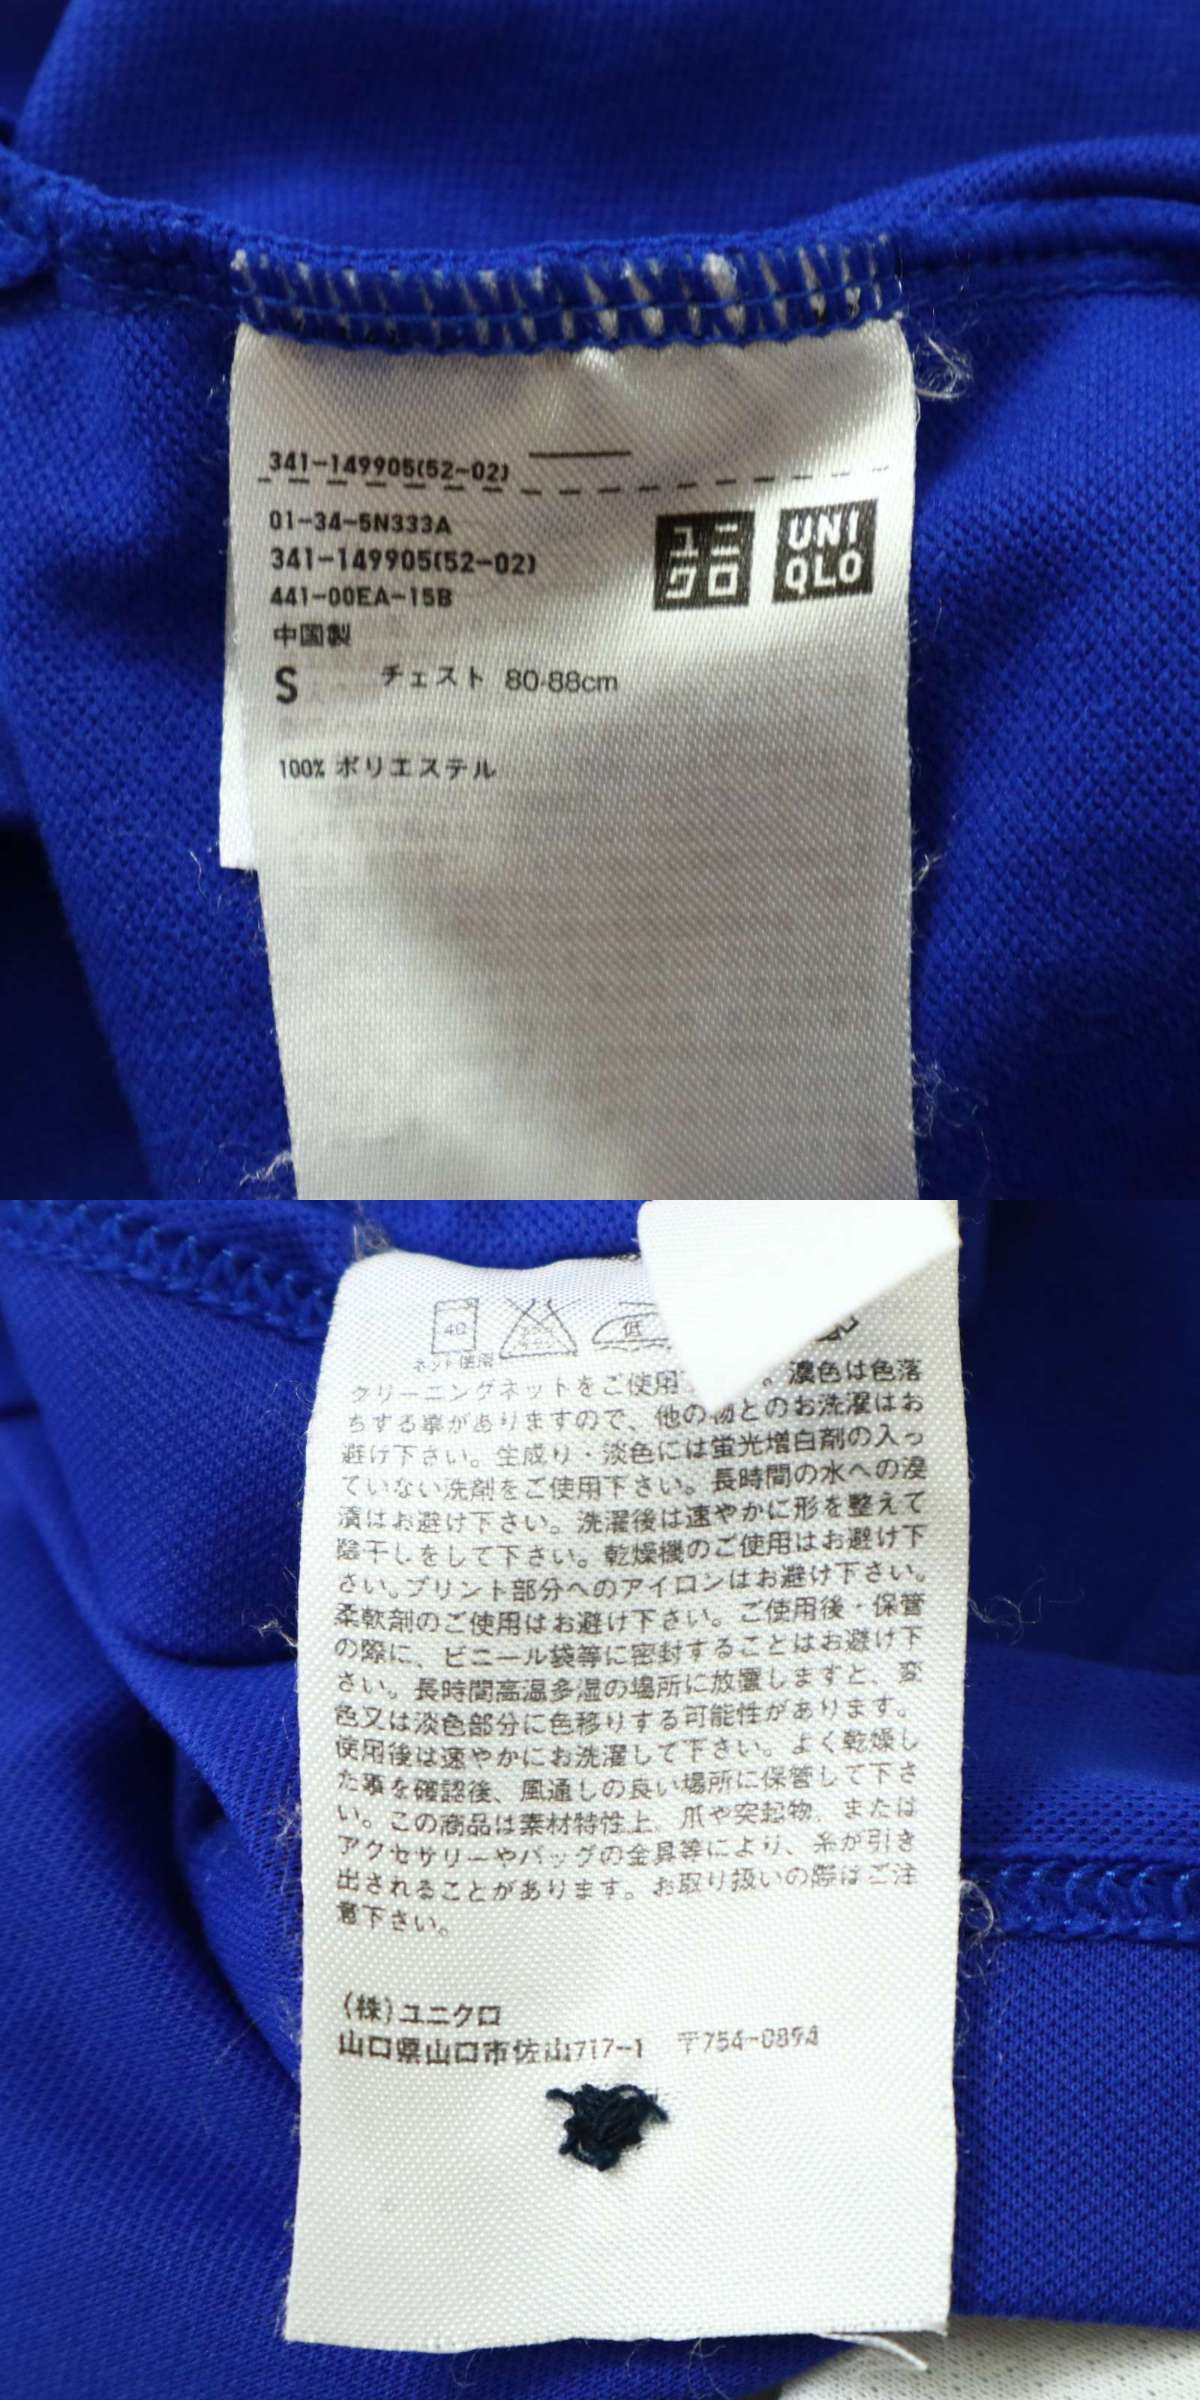 341-149905(52-02)
01-34-5N333A
341-149905(52-02)
441-00EA-15B
中国製
S チェスト 80-88cm
100% ポリエステル
ユニ
クロ
UNI
QLO
40 低
ネット使用
クリーニングネットをご使用 。濃色は色落
ちする事がありますので、他の物とのお洗濯はお
避け下さい。生成り・淡色には蛍光増白剤の入っ
ていない洗剤をご使用下さい。長時間の水への浸
漬はお避け下さい。洗濯後は速やかに形を整えて
陰干しをして下さい。乾燥機のご使用はお避け下
さい。プリント部分へのアイロンはお避け下さい。
柔軟剤のご使用はお避け下さい。ご使用後・保管
の際に、ビニール袋等に密封することはお避け下
さい。長時間高温多湿の場所に放置しますと、変
色又は淡色部分に色移りする可能性があります。
使用後は速やかにお洗濯して下さい。よく乾燥し
た事を確認後、風通しの良い場所に保管して下さ
い。この商品は素材特性上、爪や突起物、または
アクセサリーやバッグの金具等により、糸が引き
出されることがあります。お取り扱いの際はご注
意下さい。
(株)ユニクロ
山口県山口市佐山717-1 〒754-0894